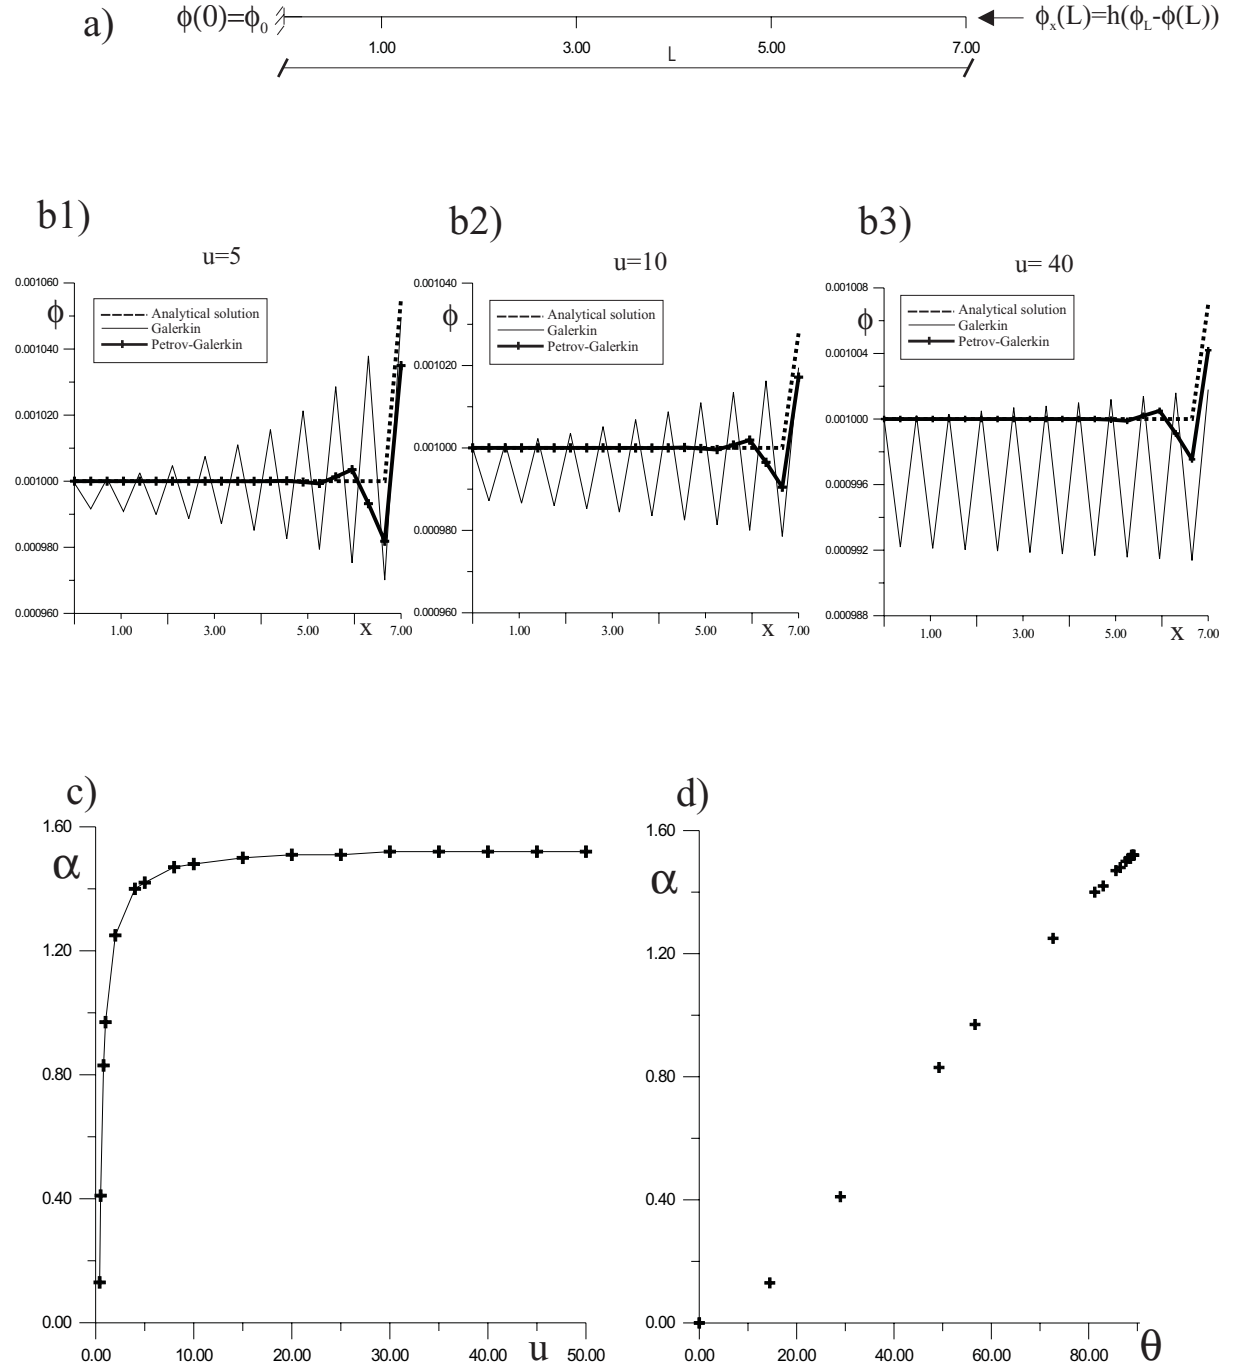 a)
ϕ(0)=ϕ₀
ϕₓ(L)=h(ϕ_L-ϕ(L))
1.00 3.00 5.00 7.00
L
b1)
u=5
0.001060
0.001040
0.001020
0.001000
0.000980
0.000960
ϕ
Analytical solution
Galerkin
Petrov-Galerkin
1.00 3.00 5.00 x 7.00
b2)
u=10
0.001040
0.001020
0.001000
0.000980
0.000960
ϕ
Analytical solution
Galerkin
Petrov-Galerkin
1.00 3.00 5.00 x 7.00
b3)
u= 40
0.001008
0.001004
0.001000
0.000996
0.000992
0.000988
ϕ
Analytical solution
Galerkin
Petrov-Galerkin
1.00 3.00 5.00 x 7.00
c)
1.60
α
1.20
0.80
0.40
0.00
0.00 10.00 20.00 30.00 40.00 u 50.00
d)
1.60
α
1.20
0.80
0.40
0.00
0.00 20.00 40.00 60.00 80.00 θ